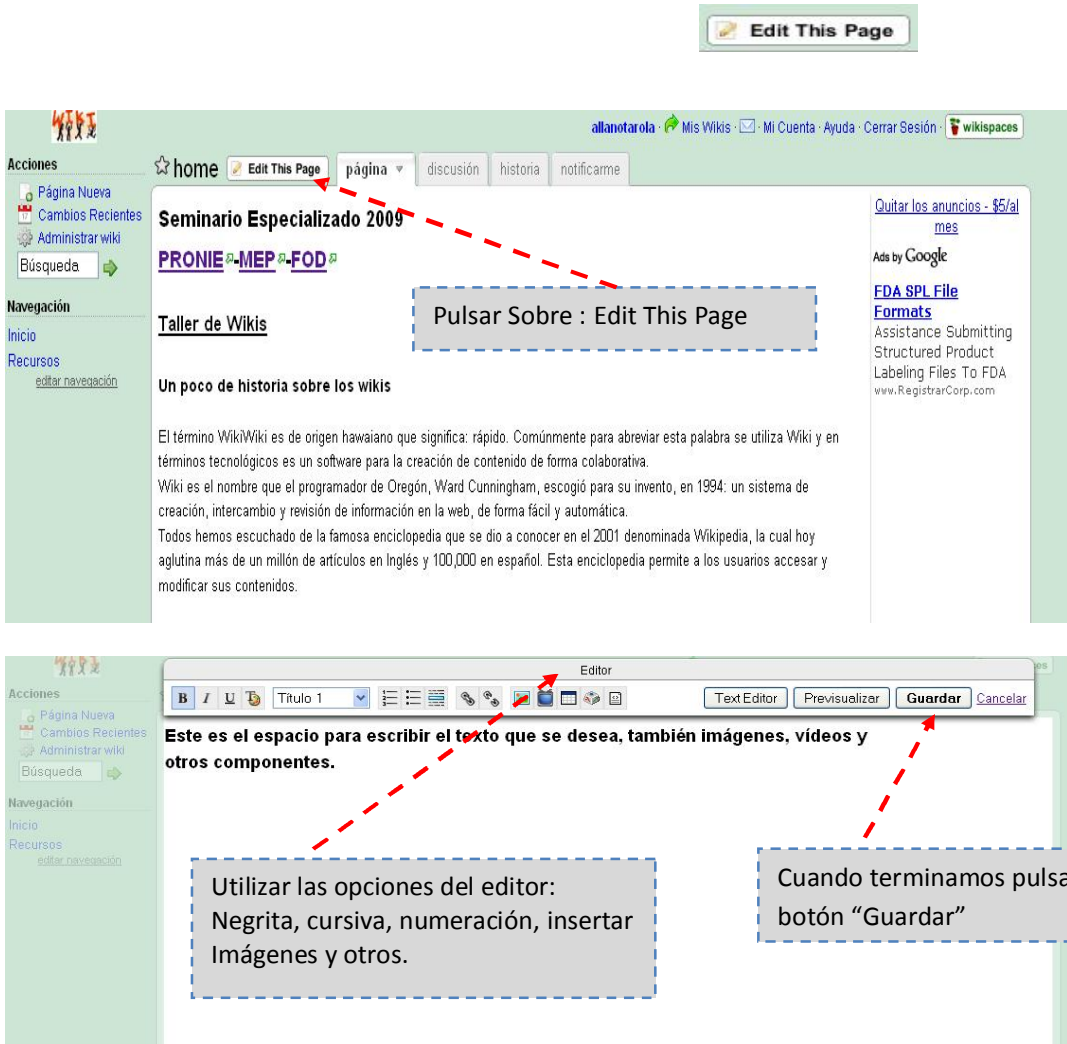 Edit This Page
WIKI
allanotarola · Mis Wikis · · Mi Cuenta · Ayuda · Cerrar Sesión · wikispaces
Acciones
Página Nueva
Cambios Recientes
Administrar wiki
Búsqueda
Navegación
Inicio
Recursos
editar navegación
home Edit This Page página discusión historia notificarme
Seminario Especializado 2009
PRONIE-MEP-FOD
Taller de Wikis
Pulsar Sobre : Edit This Page
Un poco de historia sobre los wikis
El término WikiWiki es de origen hawaiano que significa: rápido. Comúnmente para abreviar esta palabra se utiliza Wiki y en
términos tecnológicos es un software para la creación de contenido de forma colaborativa.
Wiki es el nombre que el programador de Oregón, Ward Cunningham, escogió para su invento, en 1994: un sistema de
creación, intercambio y revisión de información en la web, de forma fácil y automática.
Todos hemos escuchado de la famosa enciclopedia que se dio a conocer en el 2001 denominada Wikipedia, la cual hoy
aglutina más de un millón de artículos en Inglés y 100,000 en español. Esta enciclopedia permite a los usuarios accesar y
modificar sus contenidos.
Quitar los anuncios - $5/al
mes
Ads by Google
FDA SPL File
Formats
Assistance Submitting
Structured Product
Labeling Files To FDA
www.RegistrarCorp.com
WIKI
Acciones
Página Nueva
Cambios Recientes
Administrar wiki
Búsqueda
Navegación
Inicio
Recursos
editar navegación
Editor
B I U Título 1 Text Editor Previsualizar Guardar Cancelar
Este es el espacio para escribir el texto que se desea, también imágenes, vídeos y
otros componentes.
Utilizar las opciones del editor:
Negrita, cursiva, numeración, insertar
Imágenes y otros.
Cuando terminamos pulsa
botón “Guardar”